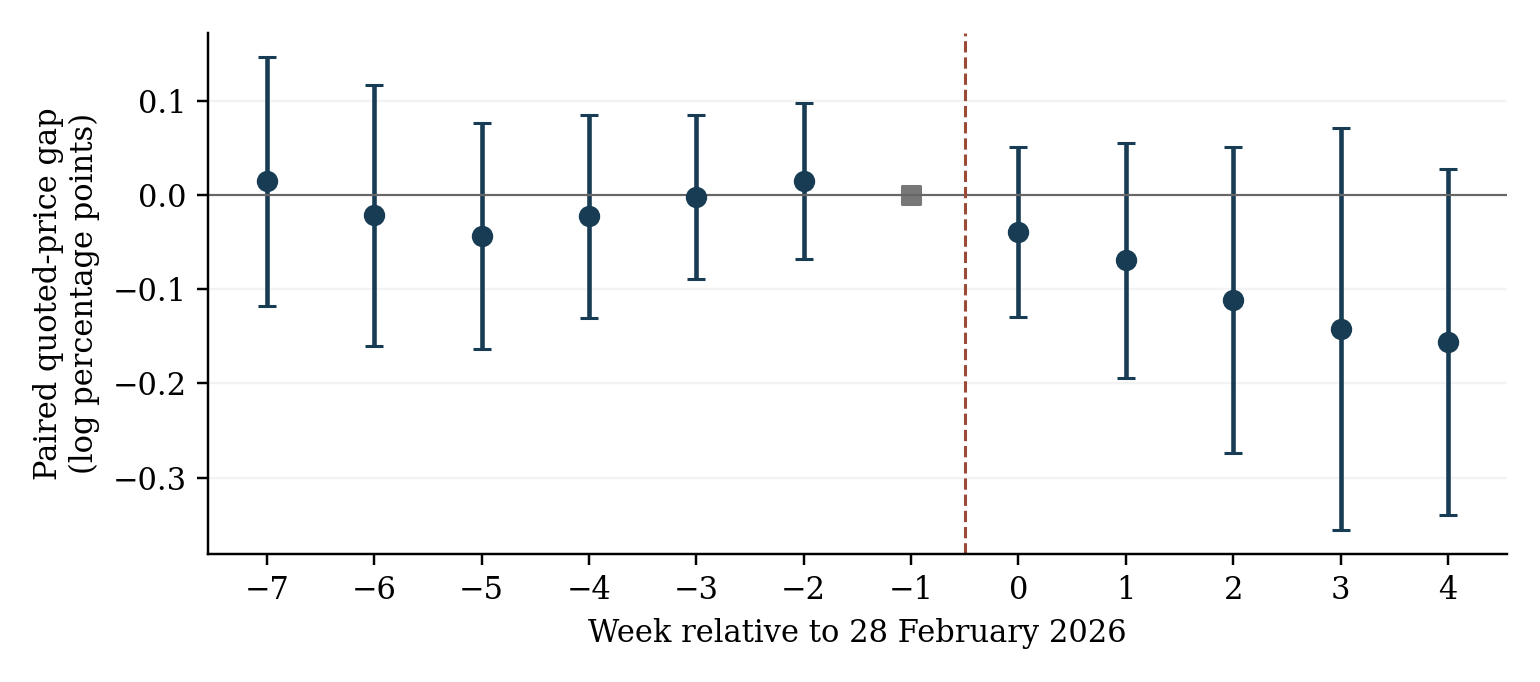 Paired quoted-price gap
(log percentage points)
0.1
0.0
−0.1
−0.2
−0.3
−7 −6 −5 −4 −3 −2 −1 0 1 2 3 4
Week relative to 28 February 2026